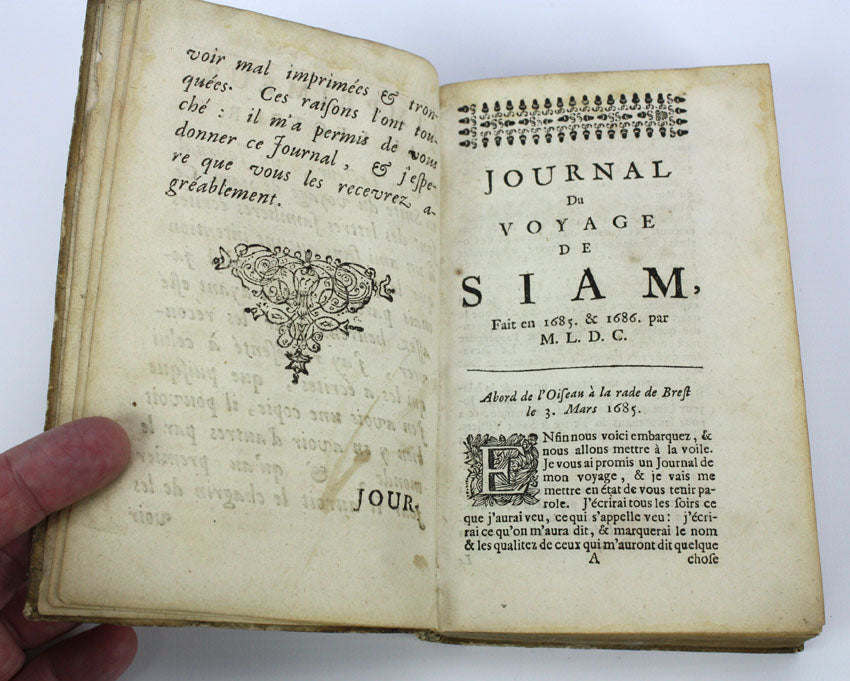 voir mal imprimées & tron-
quées. Ces raiſons l'ont tou-
ché : il m'a permis de vous
donner ce Journal, & j'eſpe-
re que vous les recevrez a-
gréablement.
JOUR-
JOURNAL
Du
VOYAGE
DE
SIAM,
Fait en 1685. & 1686. par
M. L. D. C.
Abord de l'Oiſeau à la rade de Breſt
le 3. Mars 1685.
ENfin nous voici embarquez, &
nous allons mettre à la voile.
Je vous ai promis un Journal de
mon voyage, & je vais me
mettre en état de vous tenir pa-
role. J'écrirai tous les ſoirs ce
que j'aurai veu, ce qui s'appelle veu: j'écri-
rai ce qu'on m'aura dit, & marquerai le nom
& les qualitez de ceux qui m'auront dit quelque
A choſe